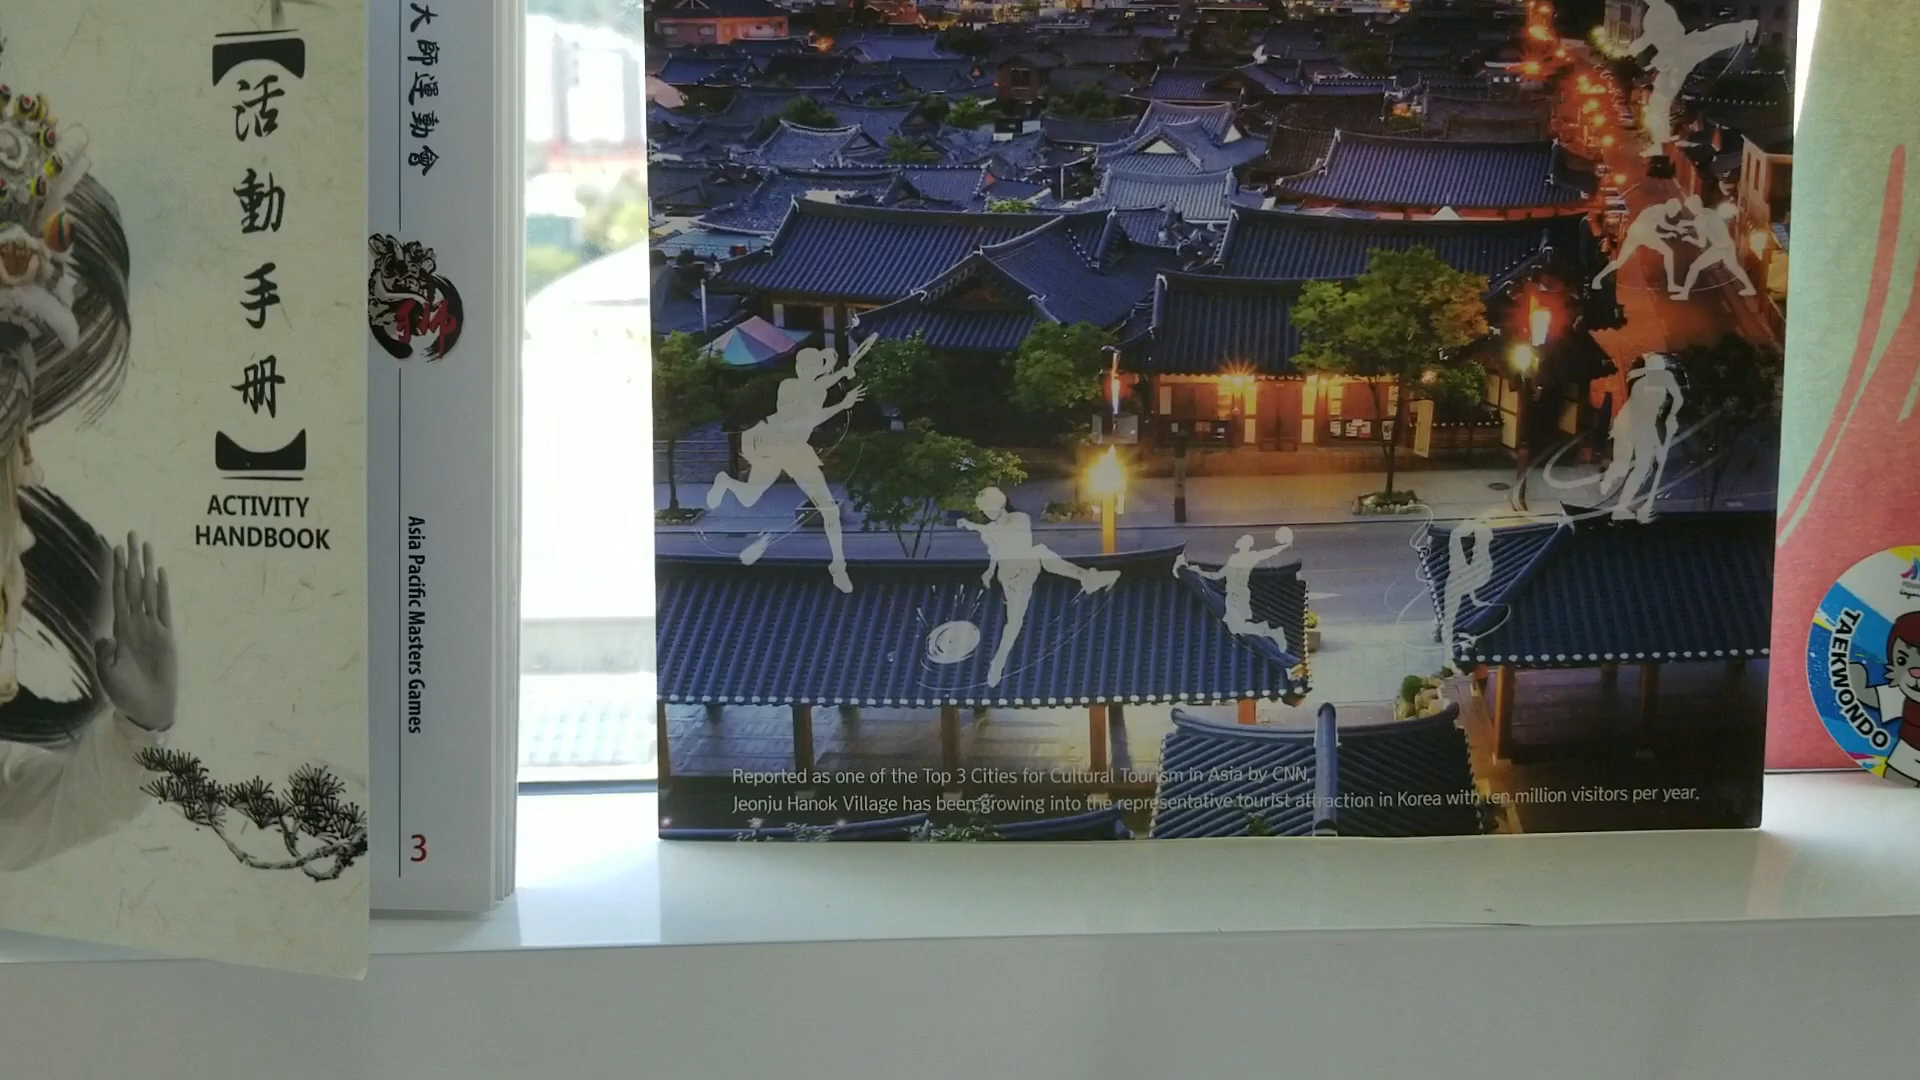 【活動手册】
ACTIVITY
HANDBOOK
大師運動會
獅
Asia Pacific Masters Games
3
Reported as one of the Top 3 Cities for Cultural Tourism in Asia by CNN,
Jeonju Hanok Village has been growing into the representative tourist attraction in Korea with ten million visitors per year.
TAEKWONDO